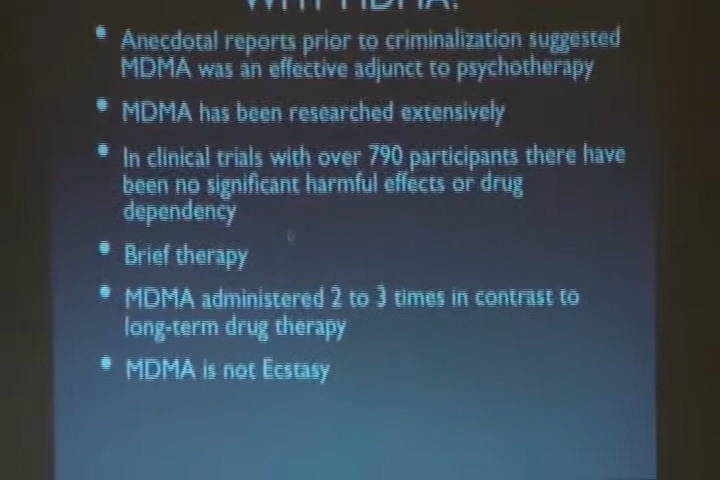 WHY MDMA?
• Anecdotal reports prior to criminalization suggested
MDMA was an effective adjunct to psychotherapy
• MDMA has been researched extensively
• In clinical trials with over 790 participants there have
been no significant harmful effects or drug
dependency
• Brief therapy
• MDMA administered 2 to 3 times in contrast to
long-term drug therapy
• MDMA is not Ecstasy